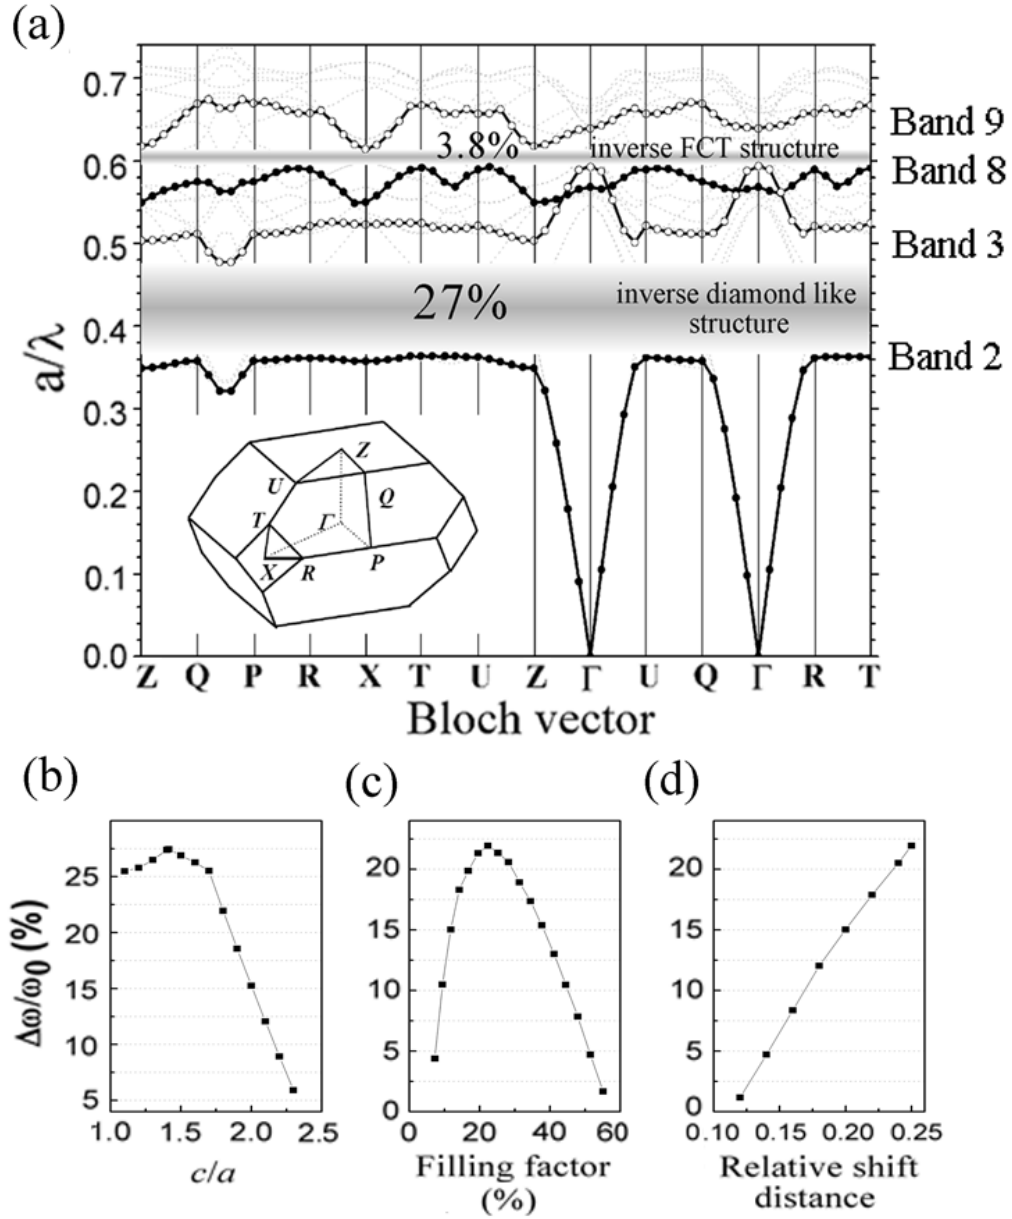 (a)
0.7
0.6
0.5
0.4
0.3
0.2
0.1
0.0
a/λ
Band 9
3.8%
inverse FCT structure
Band 8
Band 3
27%
inverse diamond like
structure
Band 2
Z
U
Q
T
Γ
X
R
P
Z Q P R X T U Z Γ U Q Γ R T
Bloch vector
(b)
25
20
15
10
5
Δω/ω0 (%)
1.0 1.5 2.0 2.5
c/a
(c)
20
15
10
5
0
0 20 40 60
Filling factor
(%)
(d)
20
15
10
5
0
0.10 0.15 0.20 0.25
Relative shift
distance